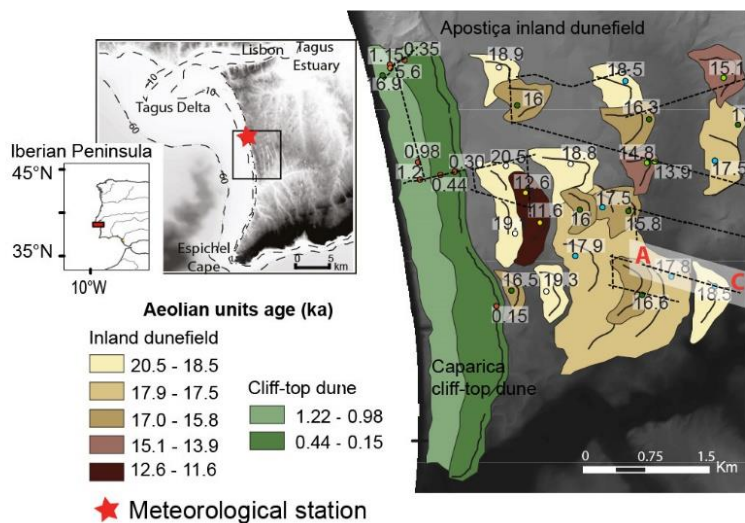 Lisbon
Tagus
Estuary
Tagus Delta
-10
-10
-60
60
Espichel
Cape
0
5
km
Iberian Peninsula
45°N
35°N
10°W
Aeolian units age (ka)
Inland dunefield
20.5 - 18.5
17.9 - 17.5
17.0 - 15.8
15.1 - 13.9
12.6 - 11.6
Cliff-top dune
1.22 - 0.98
0.44 - 0.15
Meteorological station
Apostiça inland dunefield
1.15
0.35
5.6
16.9
18.9
18.5
15.1
16
16.3
0.98
0.30
20.5
18.8
14.8
13.9
17.5
1.2
0.44
12.6
17.5
11.6
16
15.8
19
17.9
A
17.8
C
16.5
19.3
16.6
18.5
0.15
Caparica
cliff-top dune
0
0.75
1.5
Km